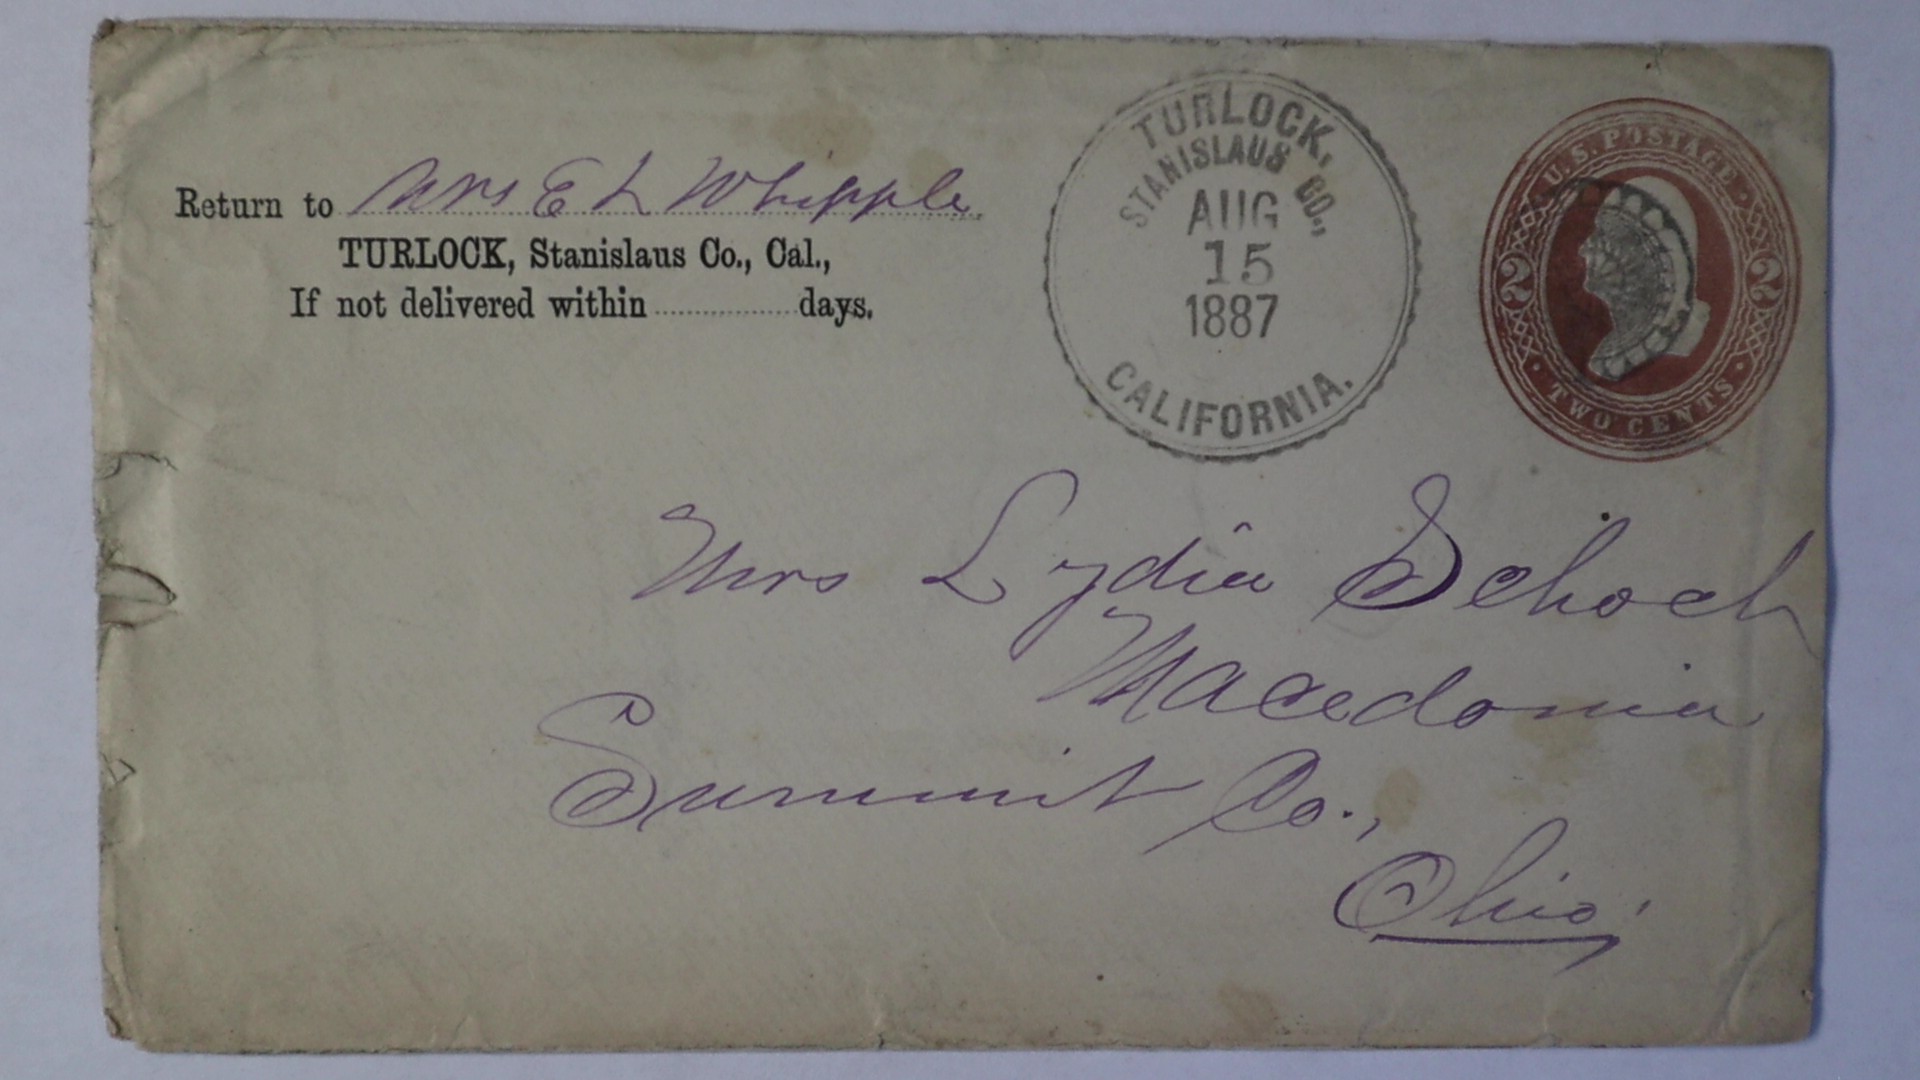 Return to Mrs E L Whipple
TURLOCK, Stanislaus Co., Cal.,
If not delivered within ............ days.
TURLOCK,
STANISLAUS CO.,
AUG
15
1887
CALIFORNIA.
U.S. POSTAGE
2 2
TWO CENTS
Mrs Lydia Schoch
Macedonia
Summit Co.,
Ohio.